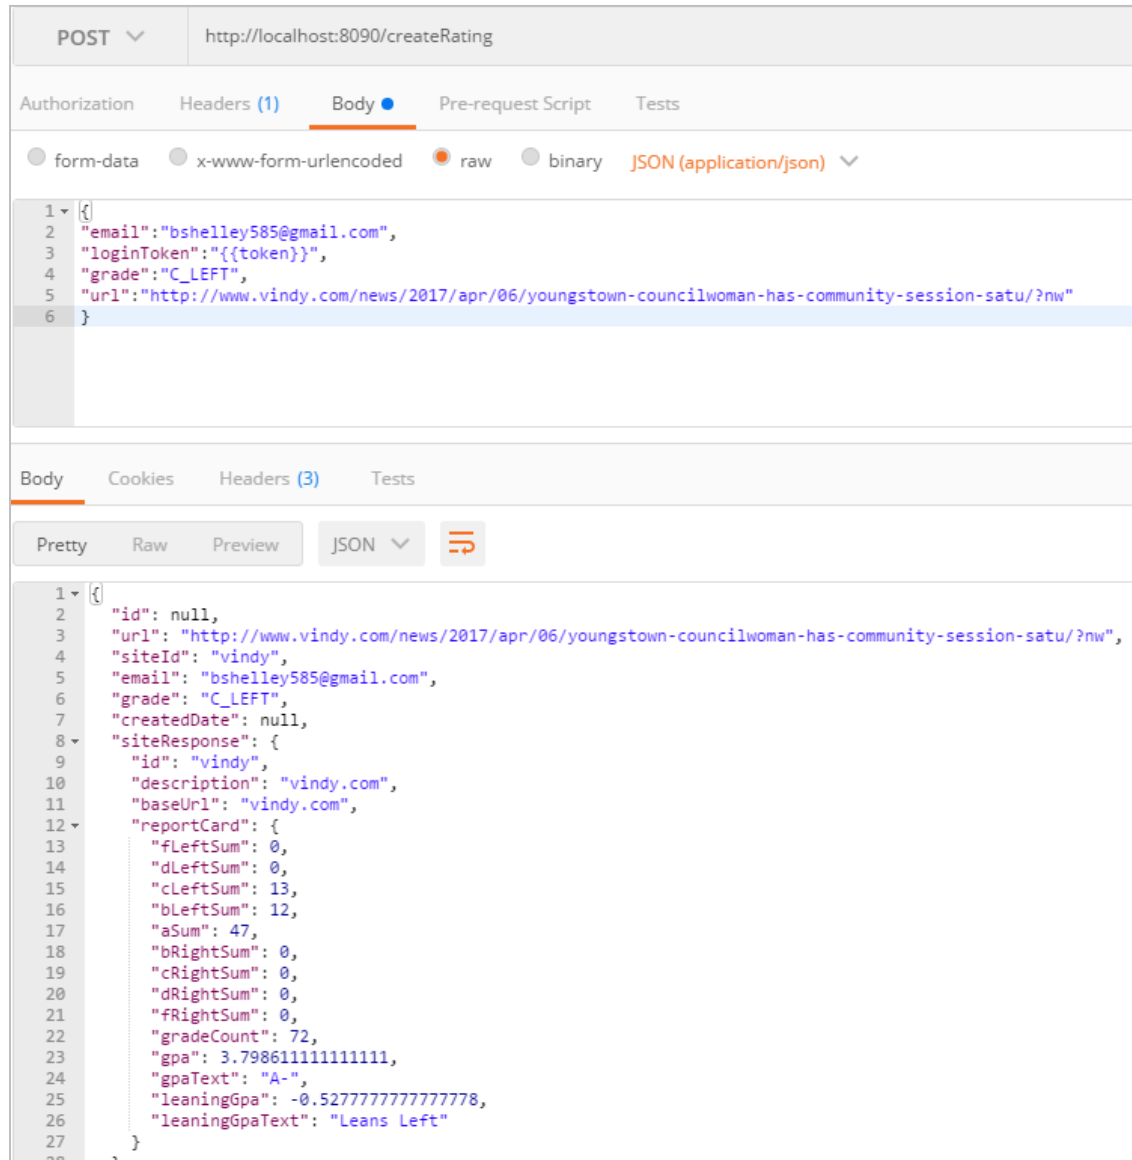 POST http://localhost:8090/createRating
Authorization Headers (1) Body Pre-request Script Tests
form-data x-www-form-urlencoded raw binary JSON (application/json)
1 {
2 "email":"bshelley585@gmail.com",
3 "loginToken":"{{token}}",
4 "grade":"C_LEFT",
5 "url":"http://www.vindy.com/news/2017/apr/06/youngstown-councilwoman-has-community-session-satu/?nw"
6 }
Body Cookies Headers (3) Tests
Pretty Raw Preview JSON
1 {
2 "id": null,
3 "url": "http://www.vindy.com/news/2017/apr/06/youngstown-councilwoman-has-community-session-satu/?nw",
4 "siteId": "vindy",
5 "email": "bshelley585@gmail.com",
6 "grade": "C_LEFT",
7 "createdDate": null,
8 "siteResponse": {
9 "id": "vindy",
10 "description": "vindy.com",
11 "baseUrl": "vindy.com",
12 "reportCard": {
13 "fLeftSum": 0,
14 "dLeftSum": 0,
15 "cLeftSum": 13,
16 "bLeftSum": 12,
17 "aSum": 47,
18 "bRightSum": 0,
19 "cRightSum": 0,
20 "dRightSum": 0,
21 "fRightSum": 0,
22 "gradeCount": 72,
23 "gpa": 3.798611111111111,
24 "gpaText": "A-",
25 "leaningGpa": -0.5277777777777778,
26 "leaningGpaText": "Leans Left"
27 }